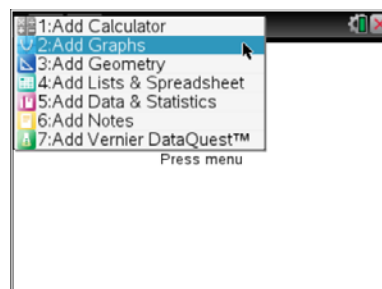 1:Add Calculator
2:Add Graphs
3:Add Geometry
4:Add Lists & Spreadsheet
5:Add Data & Statistics
6:Add Notes
7:Add Vernier DataQuest™
Press menu